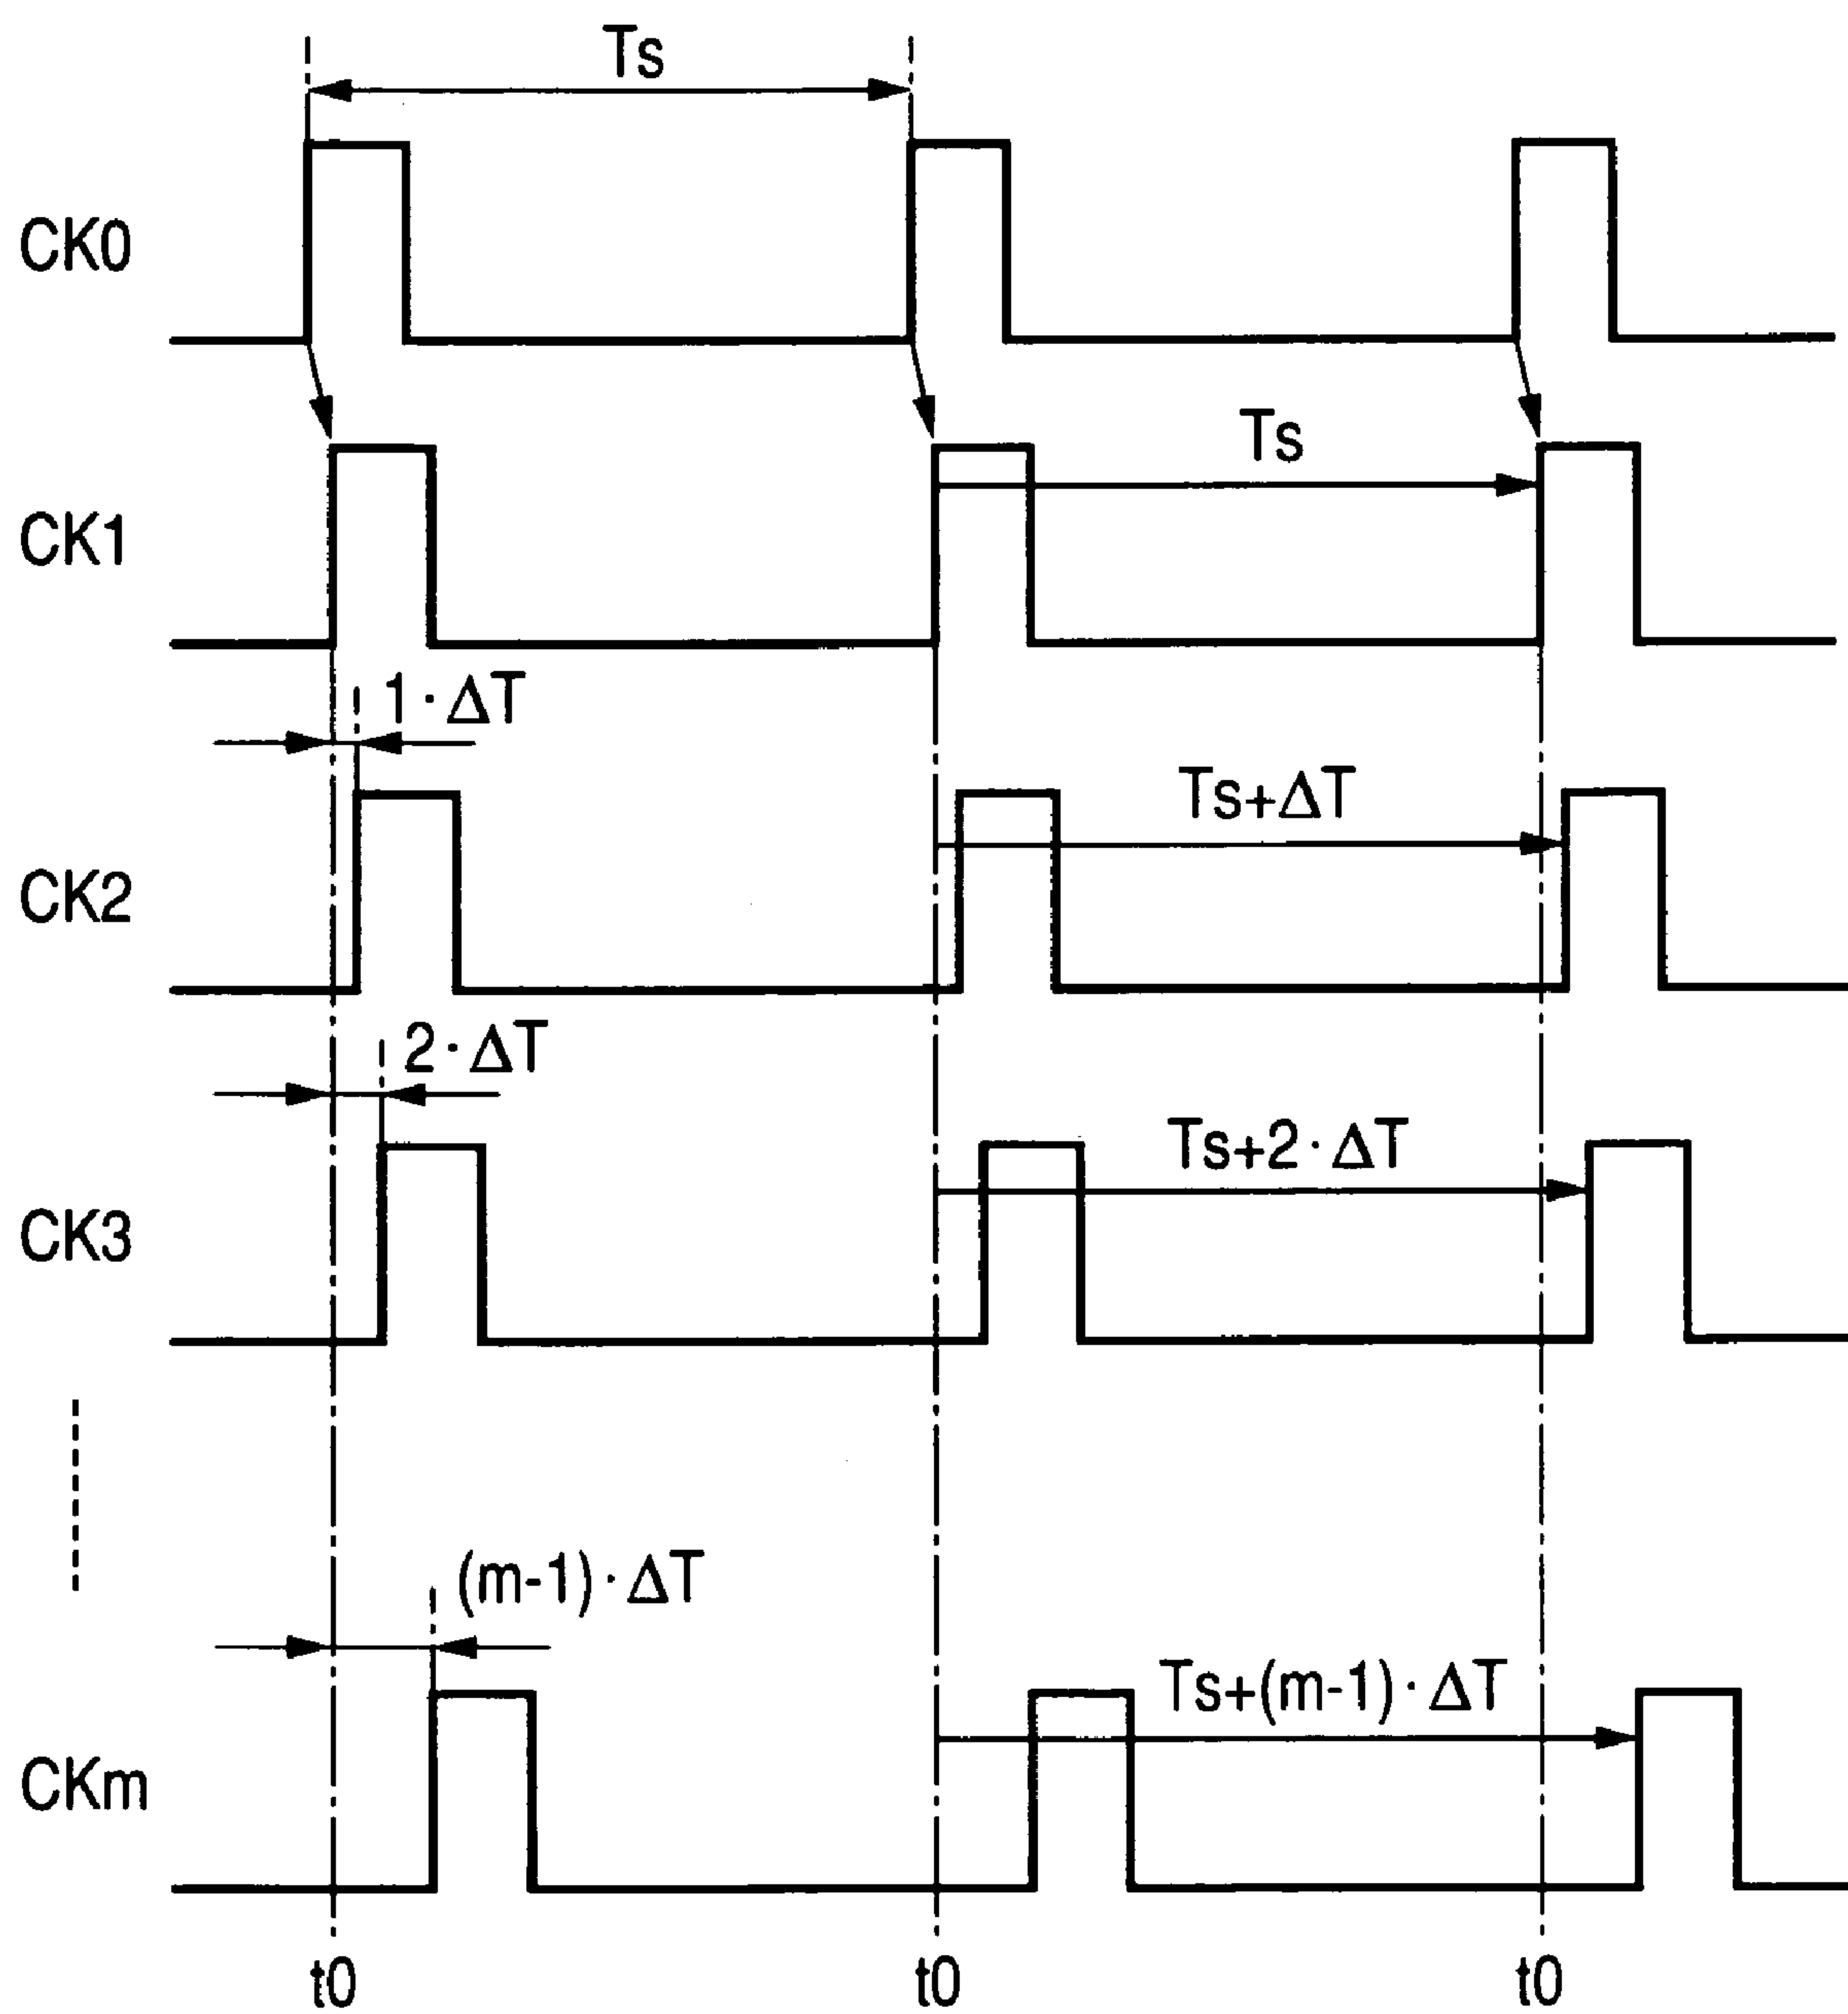 Ts
CK0
Ts
CK1
1·ΔT
Ts+ΔT
CK2
2·ΔT
Ts+2·ΔT
CK3
(m-1)·ΔT
Ts+(m-1)·ΔT
CKm
t0 t0 t0